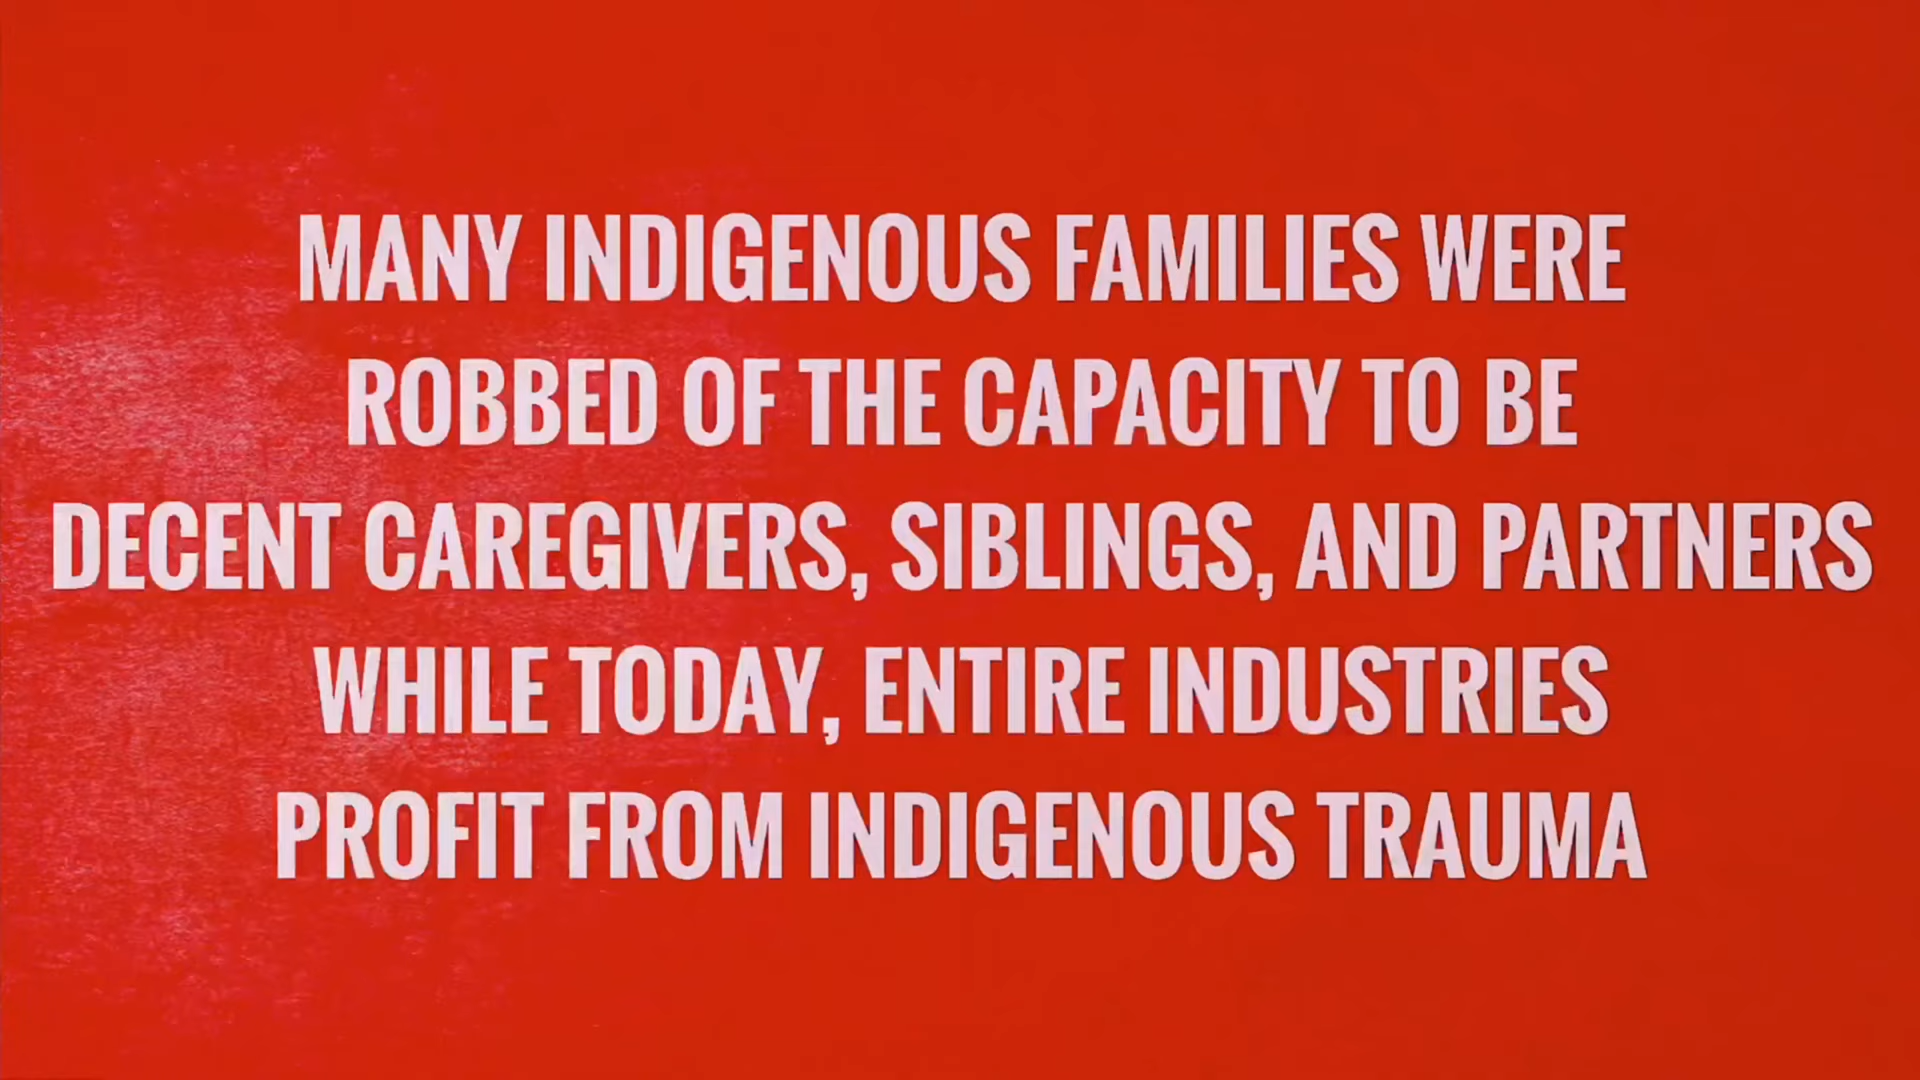 MANY INDIGENOUS FAMILIES WERE
ROBBED OF THE CAPACITY TO BE
DECENT CAREGIVERS, SIBLINGS, AND PARTNERS
WHILE TODAY, ENTIRE INDUSTRIES
PROFIT FROM INDIGENOUS TRAUMA